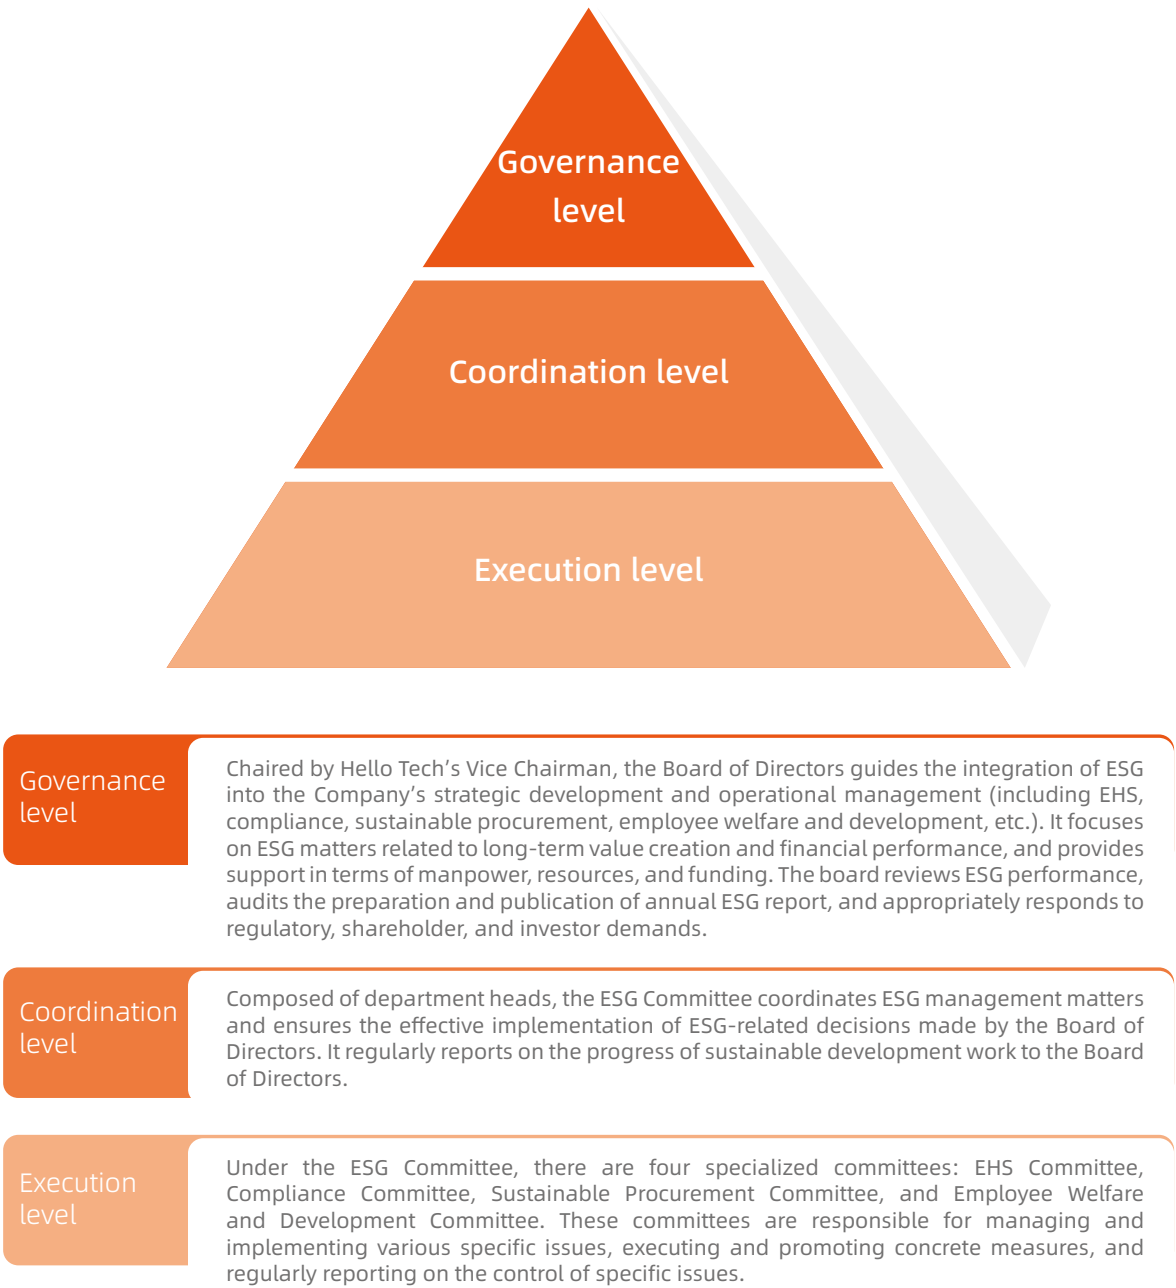 Governance
level
Coordination level
Execution level
Governance
level
Chaired by Hello Tech's Vice Chairman, the Board of Directors guides the integration of ESG
into the Company's strategic development and operational management (including EHS,
compliance, sustainable procurement, employee welfare and development, etc.). It focuses
on ESG matters related to long-term value creation and financial performance, and provides
support in terms of manpower, resources, and funding. The board reviews ESG performance,
audits the preparation and publication of annual ESG report, and appropriately responds to
regulatory, shareholder, and investor demands.
Coordination
level
Composed of department heads, the ESG Committee coordinates ESG management matters
and ensures the effective implementation of ESG-related decisions made by the Board of
Directors. It regularly reports on the progress of sustainable development work to the Board
of Directors.
Execution
level
Under the ESG Committee, there are four specialized committees: EHS Committee,
Compliance Committee, Sustainable Procurement Committee, and Employee Welfare
and Development Committee. These committees are responsible for managing and
implementing various specific issues, executing and promoting concrete measures, and
regularly reporting on the control of specific issues.